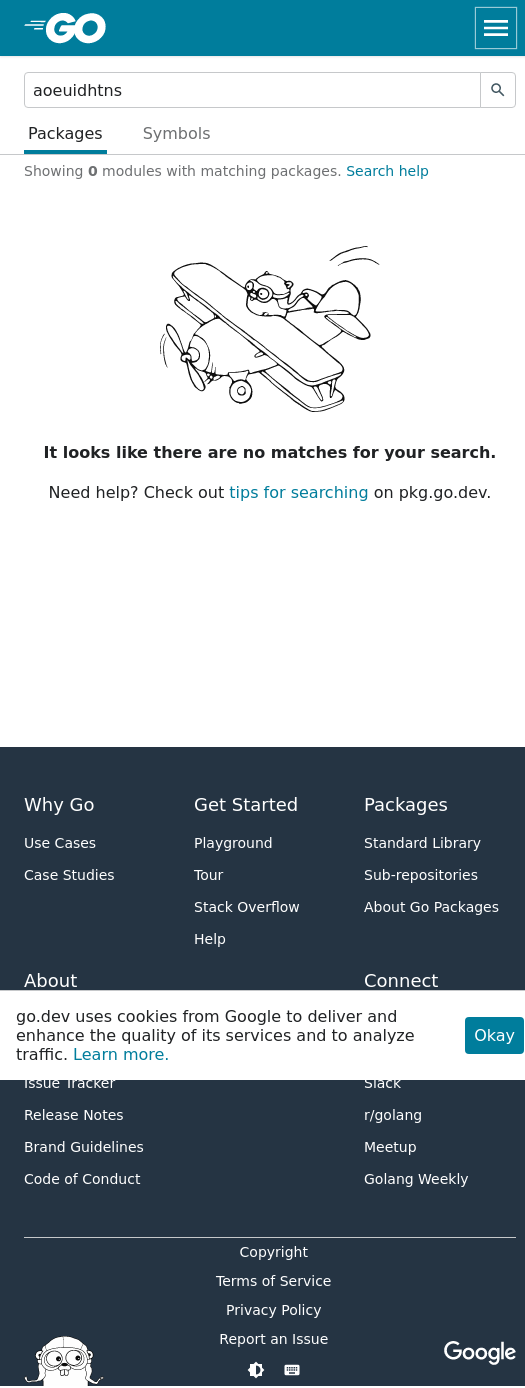 GO
aoeuidhtns
Packages Symbols
Showing 0 modules with matching packages. Search help
It looks like there are no matches for your search.
Need help? Check out tips for searching on pkg.go.dev.
Why Go
Use Cases
Case Studies
Get Started
Playground
Tour
Stack Overflow
Help
Packages
Standard Library
Sub-repositories
About Go Packages
About
Connect
go.dev uses cookies from Google to deliver and
enhance the quality of its services and to analyze
traffic. Learn more.
Okay
Issue Tracker
Release Notes
Brand Guidelines
Code of Conduct
Slack
r/golang
Meetup
Golang Weekly
Copyright
Terms of Service
Privacy Policy
Report an Issue
Google